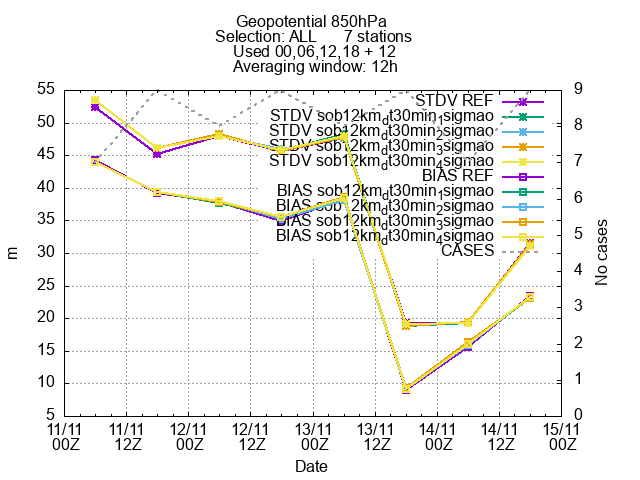 Geopotential 850hPa
Selection: ALL 7 stations
Used 00,06,12,18 + 12
Averaging window: 12h
STDV REF
STDV sob12km_dt30min_1sigmao
STDV sob12km_dt30min_2sigmao
STDV sob12km_dt30min_3sigmao
STDV sob12km_dt30min_4sigmao
BIAS REF
BIAS sob12km_dt30min_1sigmao
BIAS sob12km_dt30min_2sigmao
BIAS sob12km_dt30min_3sigmao
BIAS sob12km_dt30min_4sigmao
CASES
55
50
45
40
35
30
25
20
15
10
5
m
9
8
7
6
5
4
3
2
1
0
No cases
11/11 11/11 12/11 12/11 13/11 13/11 14/11 14/11 15/11
00Z 12Z 00Z 12Z 00Z 12Z 00Z 12Z 00Z
Date